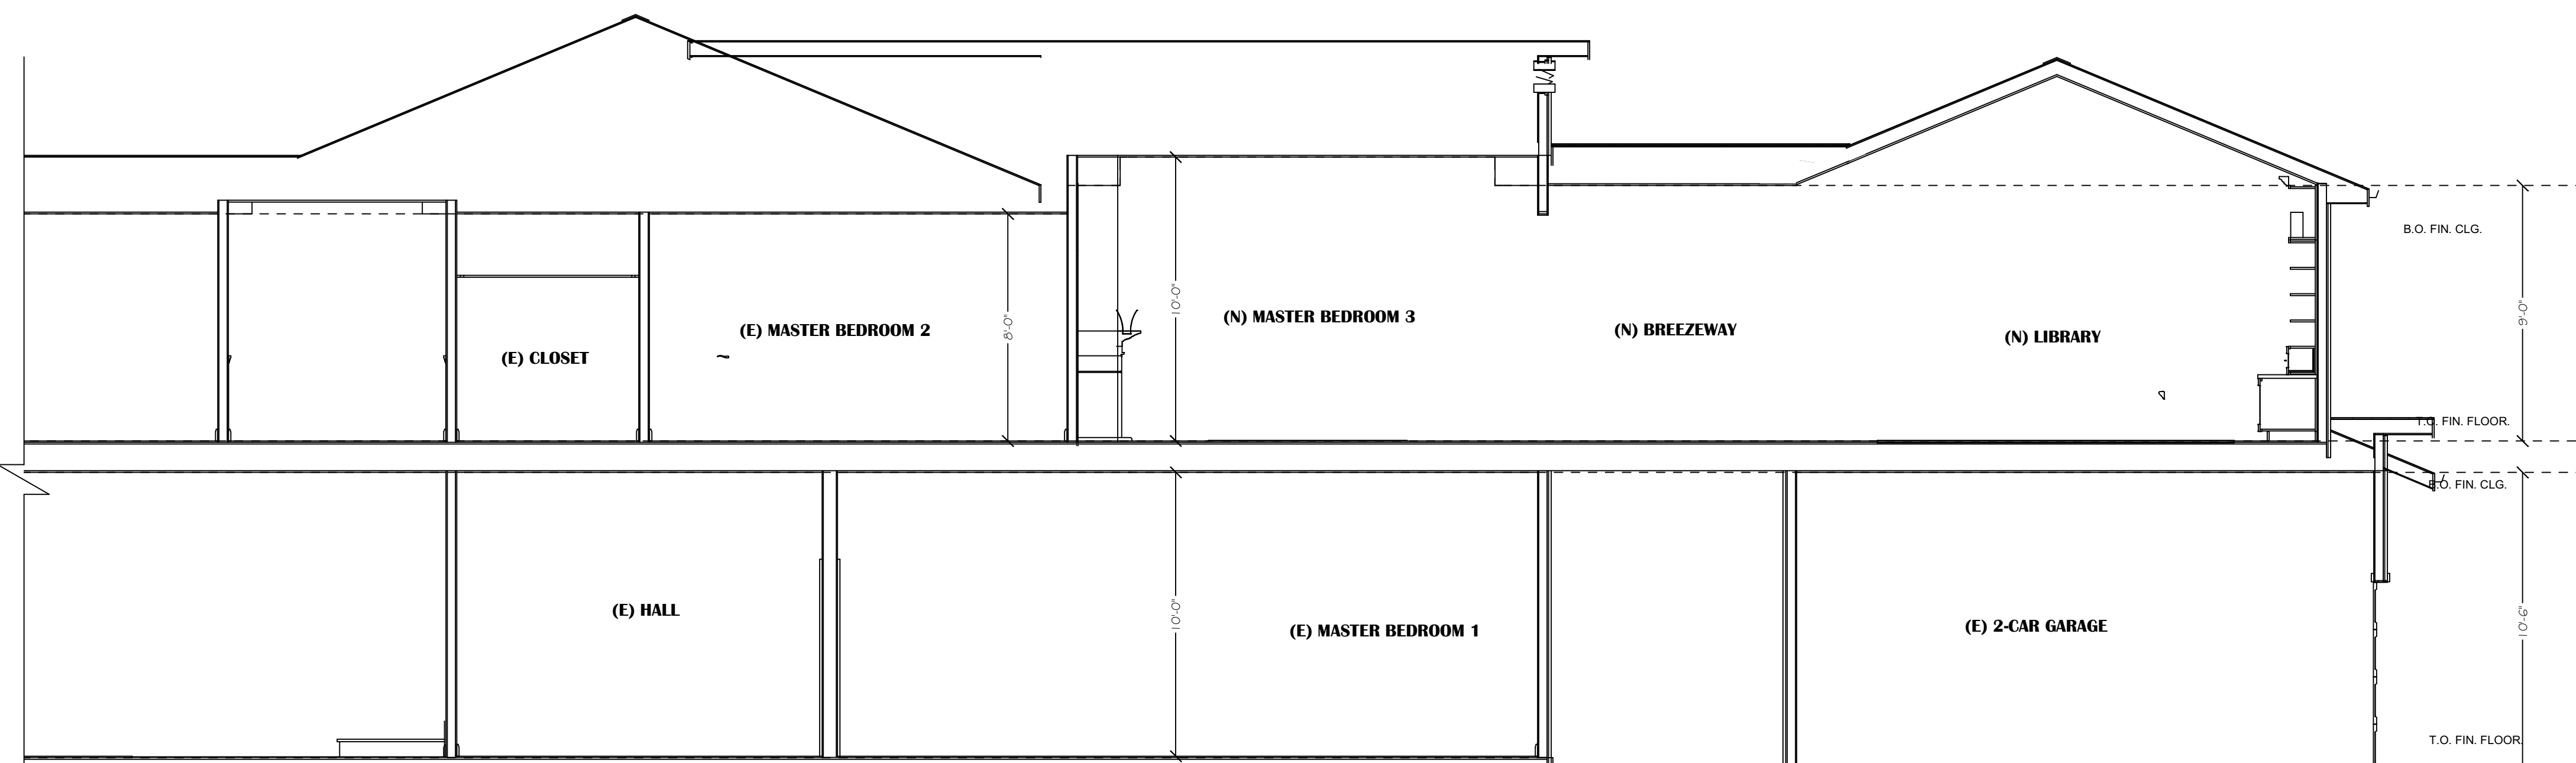 B.O. FIN. CLG.
10'-0"
9'-0"
(N) MASTER BEDROOM 3
8'-0"
(E) MASTER BEDROOM 2
(N) BREEZEWAY
(N) LIBRARY
(E) CLOSET
T.O. FIN. FLOOR.
B.O. FIN. CLG.
(E) HALL
10'-0"
10'-6"
(E) MASTER BEDROOM 1
(E) 2-CAR GARAGE
T.O. FIN. FLOOR.